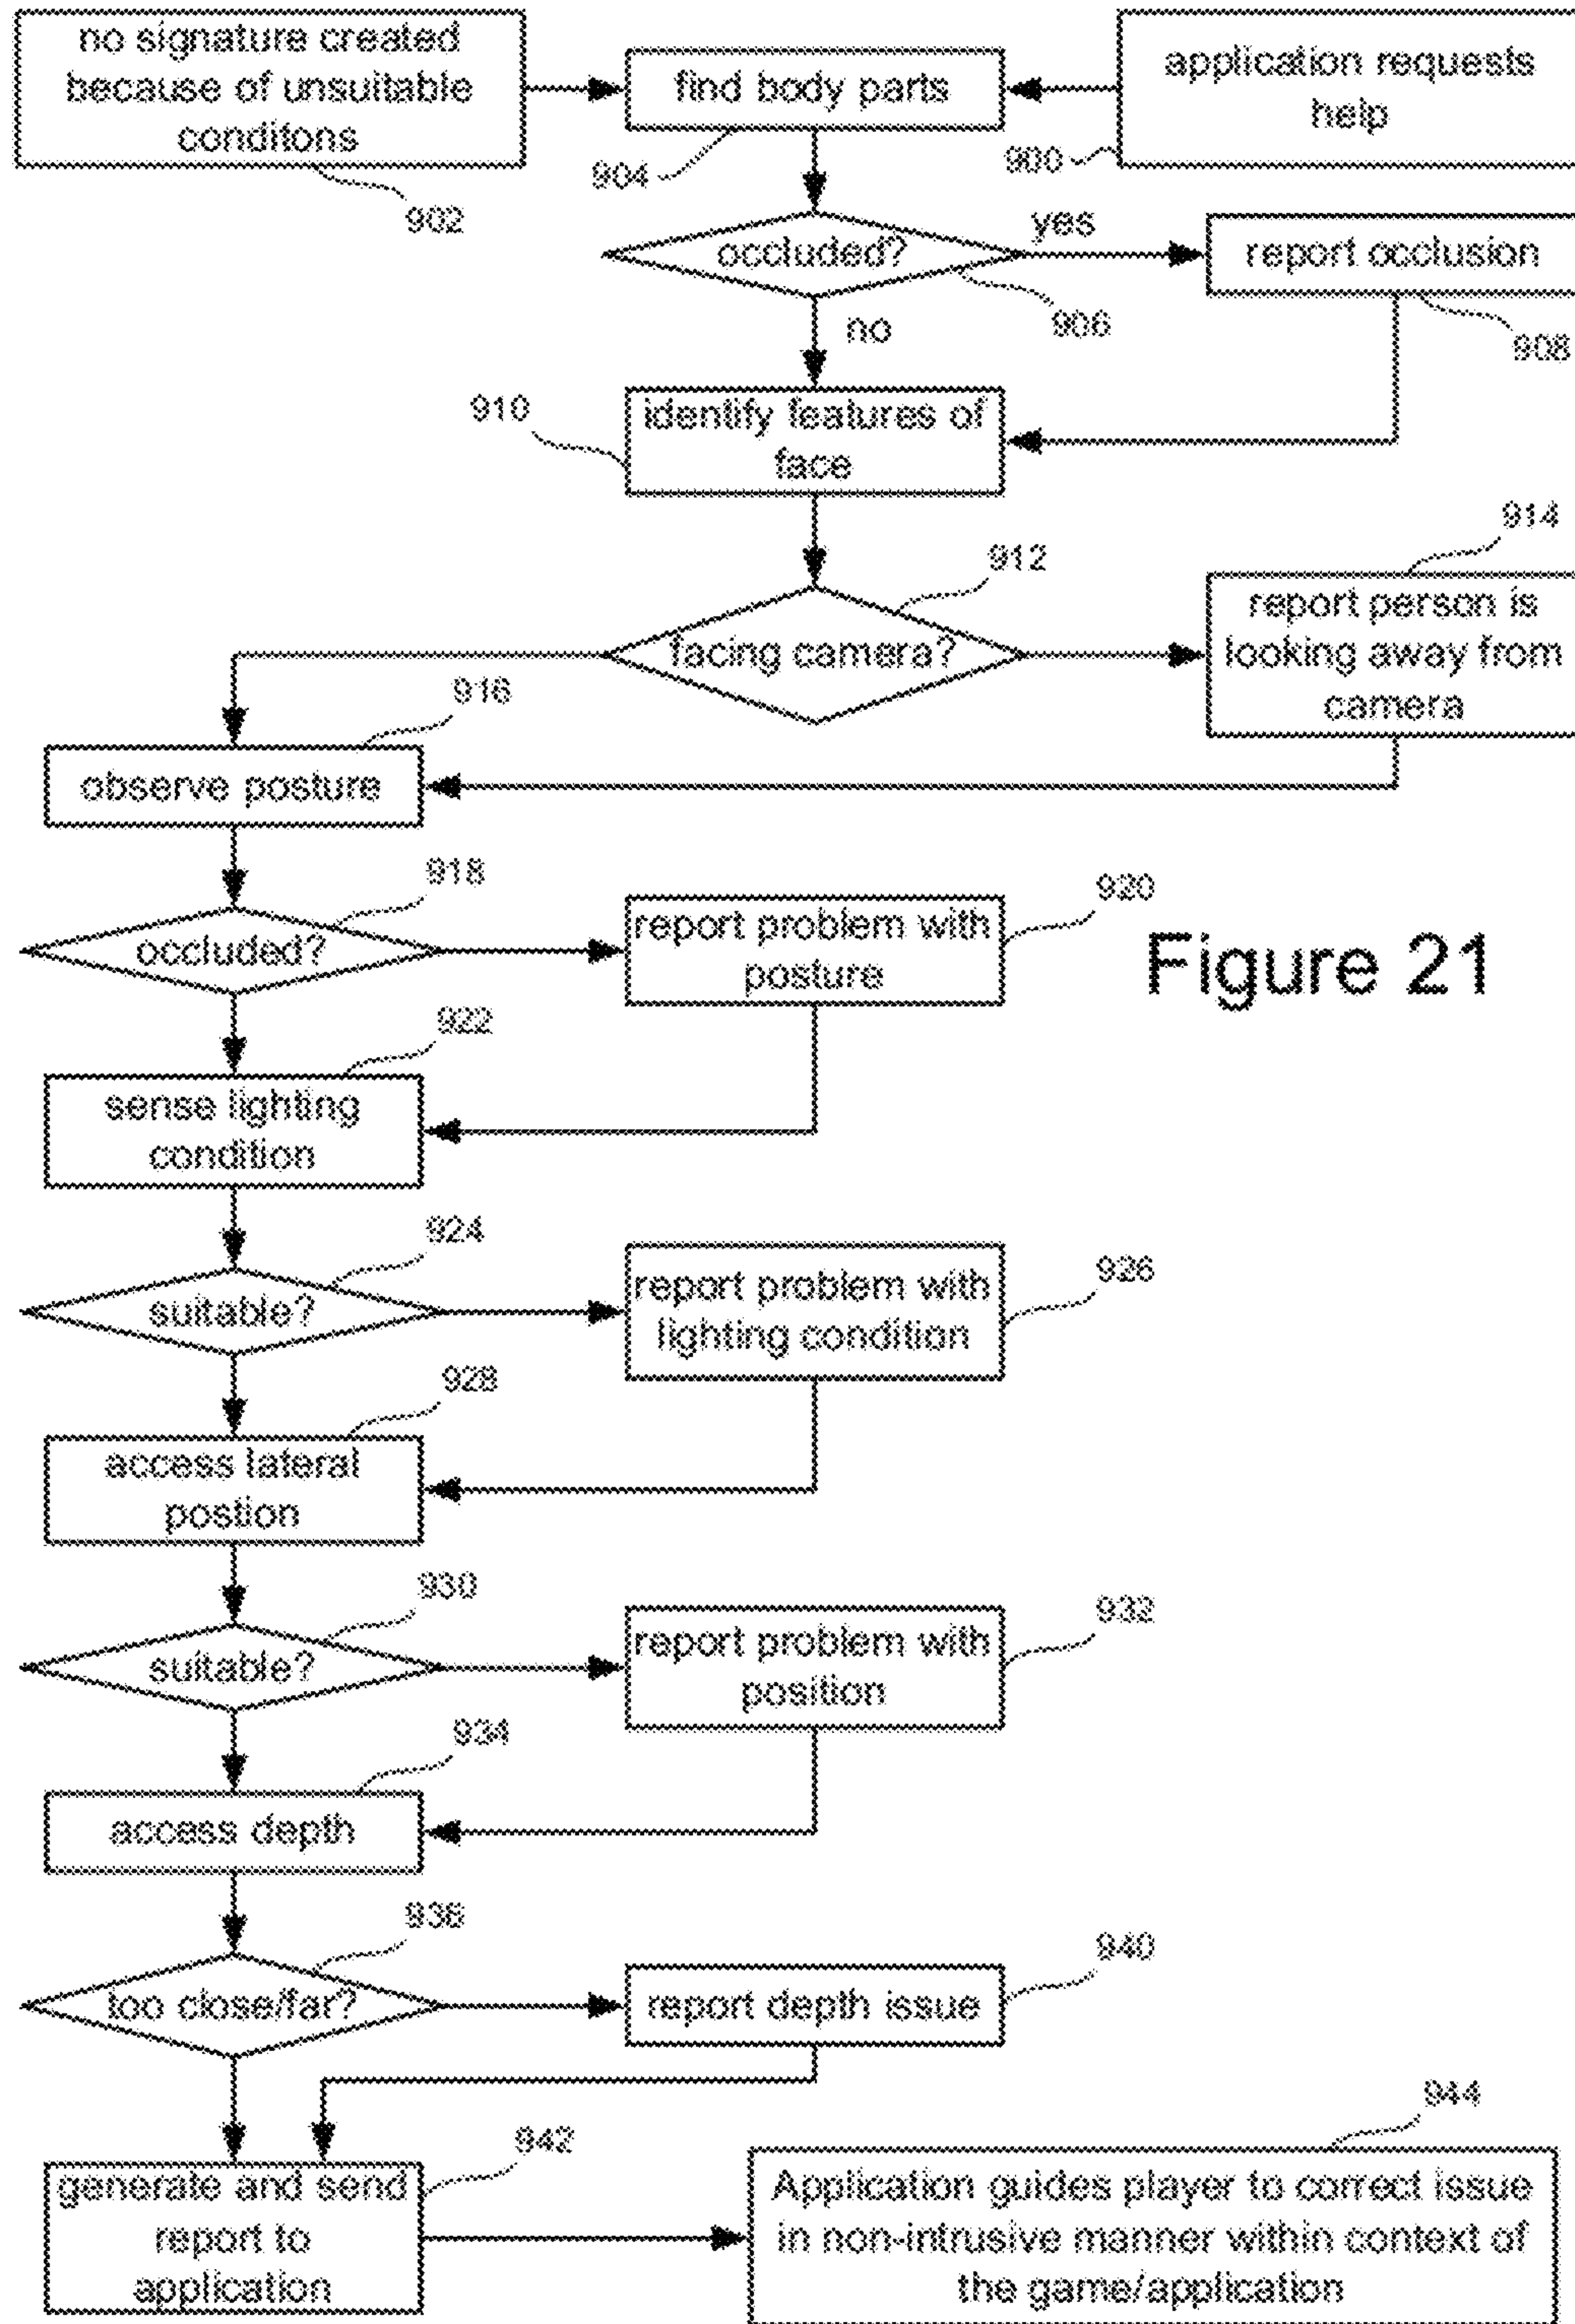 no signature created
because of unsuitable
conditons
902
find body parts
904
application requests
help
900
occluded?
906
yes
no
report occlusion
908
910
identify features of
face
912
facing camera?
914
report person is
looking away from
camera
916
observe posture
918
occluded?
920
report problem with
posture
Figure 21
922
sense lighting
condition
924
suitable?
926
report problem with
lighting condition
928
access lateral
postion
930
suitable?
932
report problem with
position
934
access depth
936
too close/far?
940
report depth issue
942
generate and send
report to
application
944
Application guides player to correct issue
in non-intrusive manner within context of
the game/application